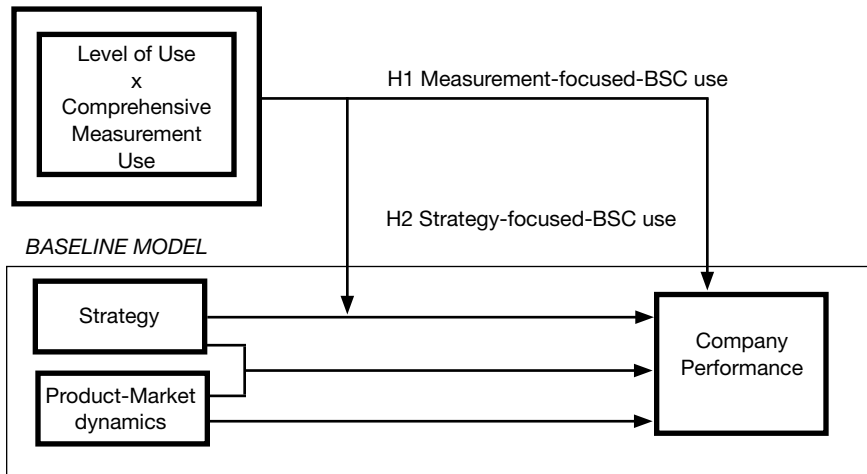 Level of Use
x
Comprehensive
Measurement
Use
H1 Measurement-focused-BSC use
H2 Strategy-focused-BSC use
BASELINE MODEL
Strategy
Product-Market
dynamics
Company
Performance